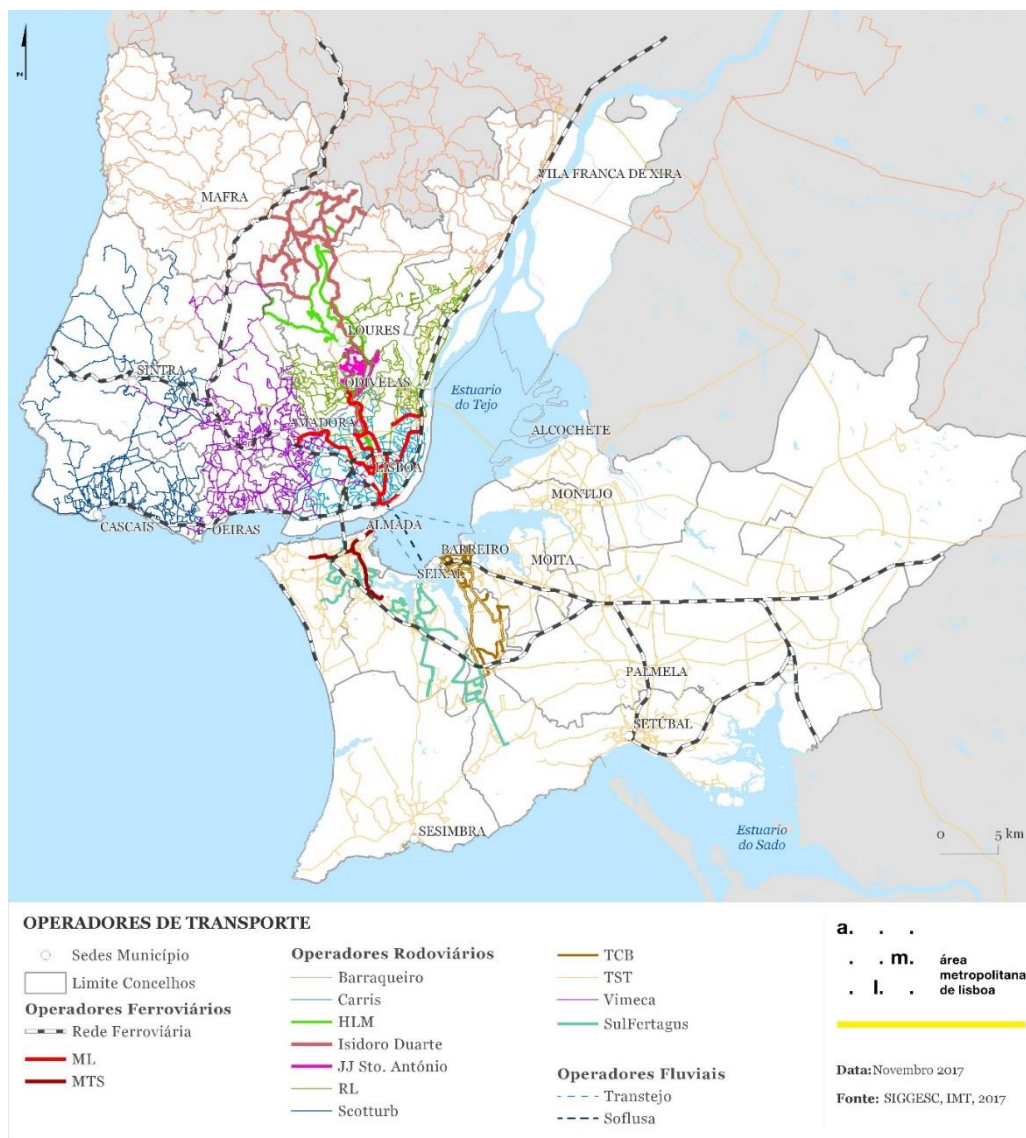 z
MAFRA
VILA FRANCA DE XIRA
LOURES
SINTRA
ODIVELAS
Estuario
do Tejo
AMADORA
ALCOCHETE
LISBOA
MONTIJO
CASCAIS
OEIRAS
ALMADA
BARREIRO
MOITA
SEIXAL
PALMELA
SETÚBAL
SESIMBRA
Estuario
do Sado
0 5 km
OPERADORES DE TRANSPORTE
Sedes Município
Limite Concelhos
Operadores Ferroviários
Rede Ferroviária
ML
MTS
Operadores Rodoviários
Barraqueiro
Carris
HLM
Isidoro Duarte
JJ Sto. António
RL
Scotturb
TCB
TST
Vimeca
SulFertagus
Operadores Fluviais
Transtejo
Soflusa
a.
m.
l.
área
metropolitana
de lisboa
Data:Novembro 2017
Fonte: SIGGESC, IMT, 2017